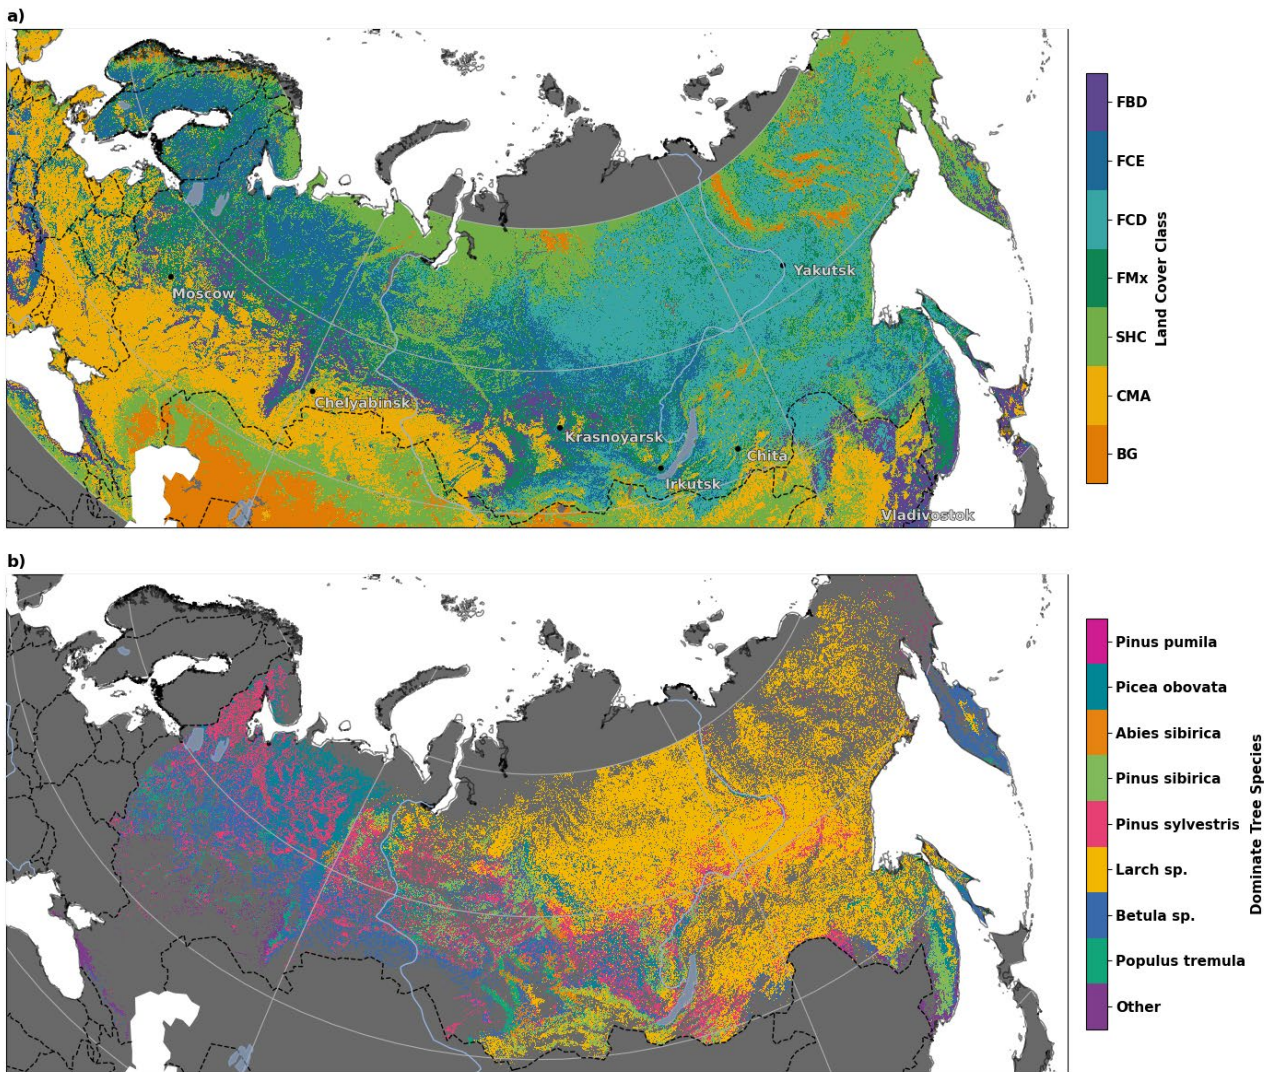 a)
FBD
FCE
FCD
FMx
SHC
CMA
BG
Land Cover Class
Yakutsk
Moscow
Chelyabinsk
Krasnoyarsk
Chita
Irkutsk
Vladivostok
b)
Pinus pumila
Picea obovata
Abies sibirica
Pinus sibirica
Pinus sylvestris
Larch sp.
Betula sp.
Populus tremula
Other
Dominate Tree Species